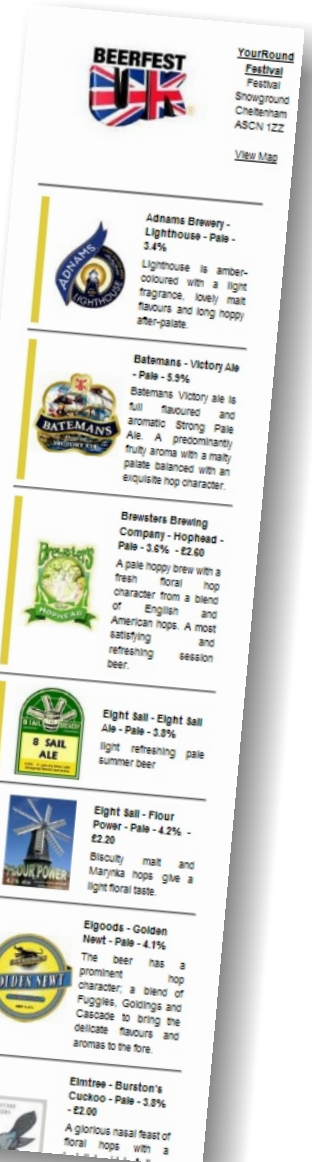 BEERFEST
UK
YourRound
Festival
Festival
Showground
Cheltenham
ASCN 1ZZ
View Map
ADNAMS
LIGHTHOUSE
Adnams Brewery -
Lighthouse - Pale -
3.4%
Lighthouse is amber-
coloured with a light
fragrance, lovely malt
flavours and long hoppy
after-palate.
BATEMANS
VICTORY ALE
Batemans - Victory Ale
- Pale - 5.9%
Batemans Victory ale is
full flavoured and
aromatic Strong Pale
Ale. A predominantly
fruity aroma with a malty
palate balanced with an
exquisite hop character.
Brewster's
HOPHEAD
Brewsters Brewing
Company - Hophead -
Pale - 3.6% - £2.60
A pale hoppy brew with a
fresh floral hop
character from a blend
of English and
American hops. A most
satisfying and
refreshing session
beer.
8 SAIL BREWERY
8 SAIL
ALE
Eight Sail - Eight Sail
Ale - Pale - 3.8%
light refreshing pale
summer beer
FLOUR POWER
Eight Sail - Flour
Power - Pale - 4.2% -
£2.20
Biscuity malt and
Marynka hops give a
light floral taste.
GOLDEN NEWT
Elgoods - Golden
Newt - Pale - 4.1%
The beer has a
prominent hop
character; a blend of
Fuggles, Goldings and
Cascade to bring the
delicate flavours and
aromas to the fore.
Elmtree - Burston's
Cuckoo - Pale - 3.8%
- £2.00
A glorious nasal feast of
floral hops with a